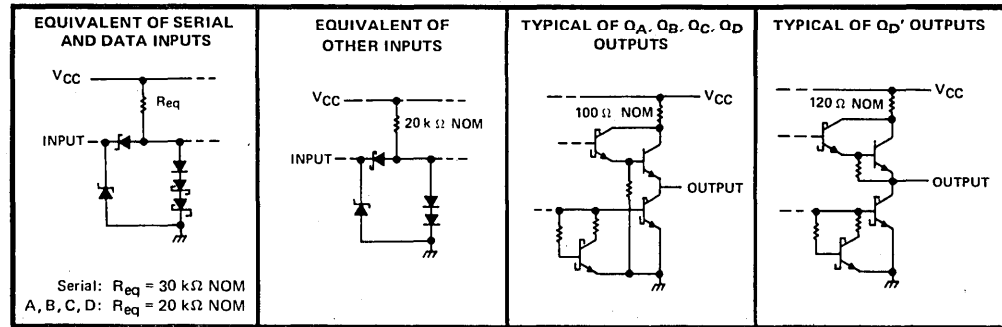 EQUIVALENT OF SERIAL
AND DATA INPUTS
VCC
Req
INPUT
Serial: Req = 30 kΩ NOM
A, B, C, D: Req = 20 kΩ NOM
EQUIVALENT OF
OTHER INPUTS
VCC
20 kΩ NOM
INPUT
TYPICAL OF QA, QB, QC, QD
OUTPUTS
VCC
100 Ω NOM
OUTPUT
TYPICAL OF QD' OUTPUTS
VCC
120 Ω NOM
OUTPUT